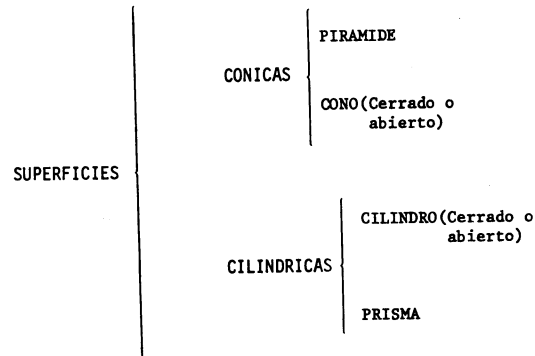 PIRAMIDE
CONICAS
CONO(Cerrado o
abierto)
SUPERFICIES
CILINDRO(Cerrado o
abierto)
CILINDRICAS
PRISMA